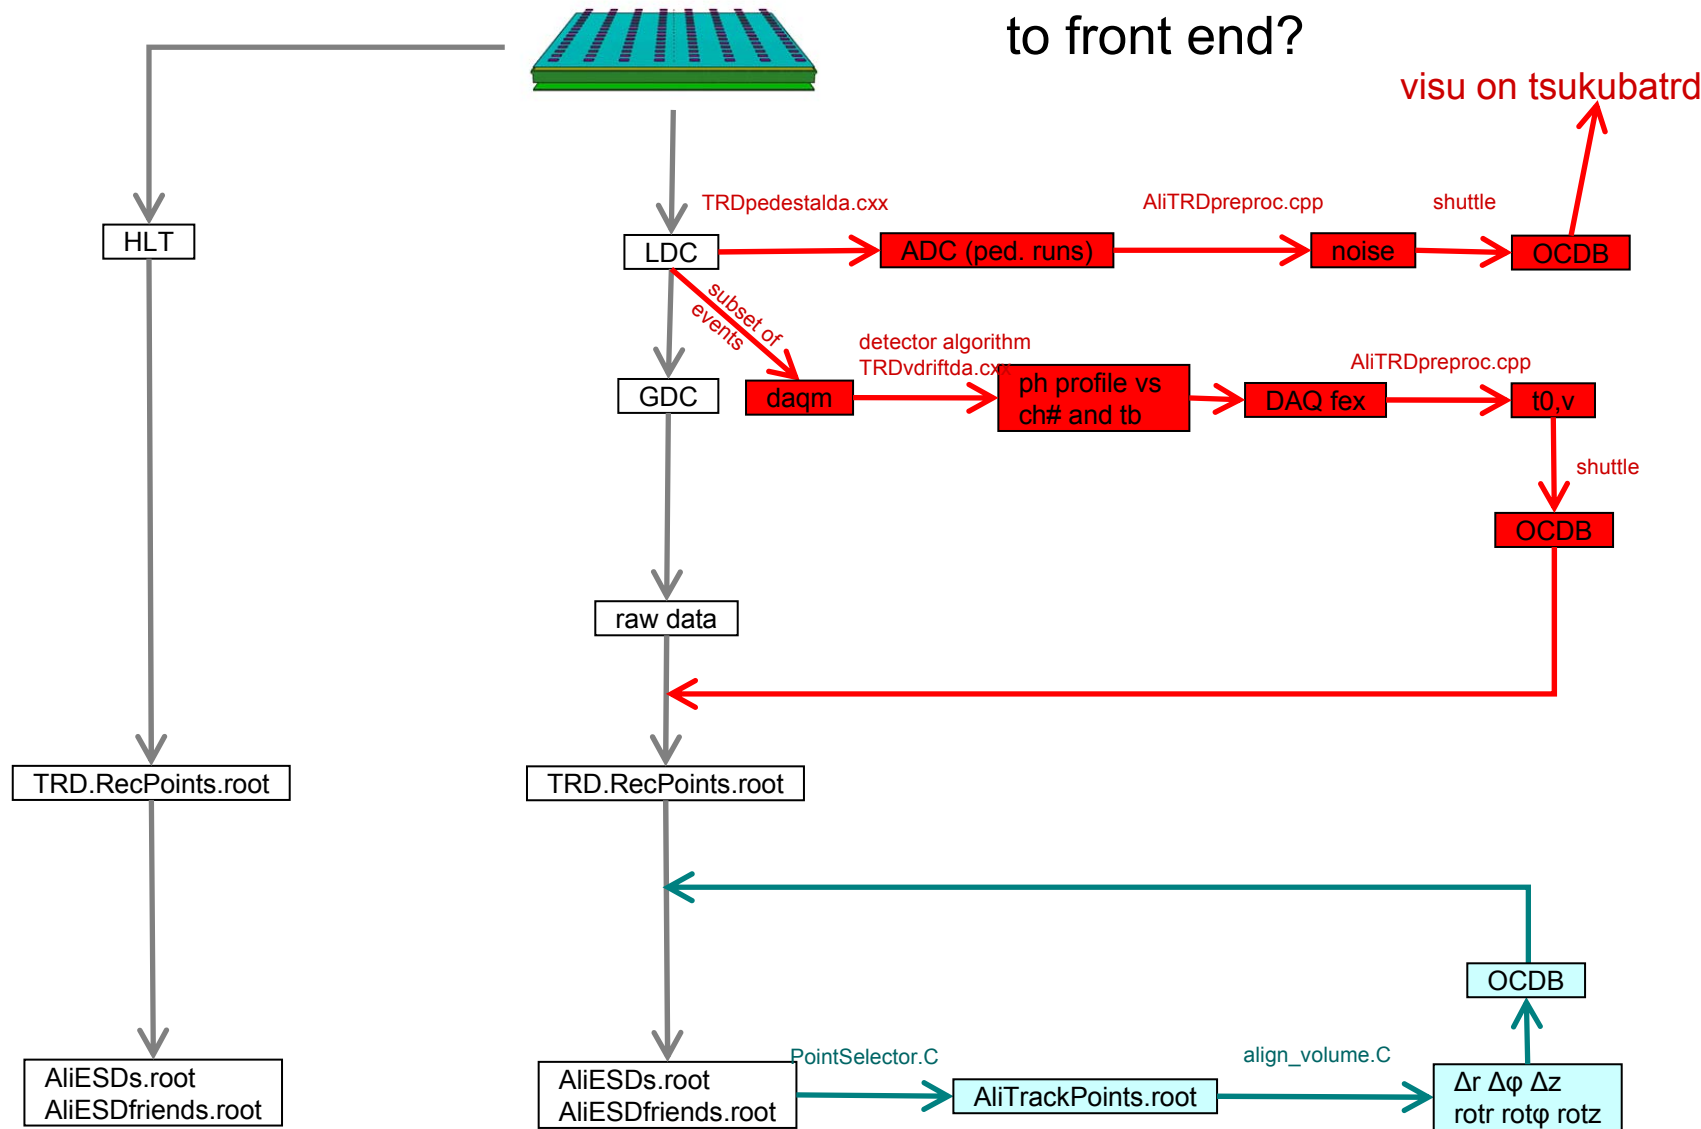 to front end?
visu on tsukubatrd
TRDpedestalda.cxx
AliTRDpreproc.cpp
shuttle
HLT
LDC
ADC (ped. runs)
noise
OCDB
subset of
events
detector algorithm
TRDvdriftda.cxx
AliTRDpreproc.cpp
GDC
daqm
ph profile vs
ch# and tb
DAQ fex
t0,v
shuttle
OCDB
raw data
TRD.RecPoints.root
TRD.RecPoints.root
OCDB
PointSelector.C
align_volume.C
AliESDs.root
AliESDfriends.root
AliESDs.root
AliESDfriends.root
AliTrackPoints.root
Δr Δφ Δz
rotr rotφ rotz